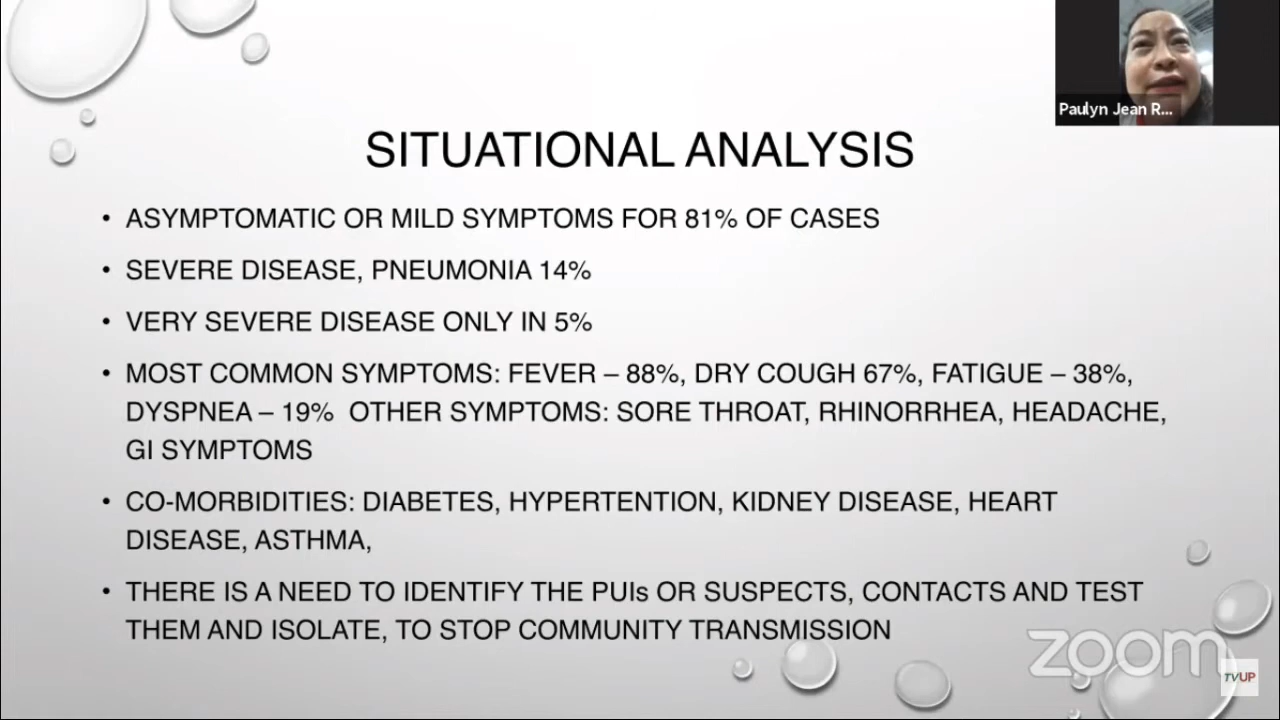 Paulyn Jean R...
SITUATIONAL ANALYSIS
• ASYMPTOMATIC OR MILD SYMPTOMS FOR 81% OF CASES
• SEVERE DISEASE, PNEUMONIA 14%
• VERY SEVERE DISEASE ONLY IN 5%
• MOST COMMON SYMPTOMS: FEVER – 88%, DRY COUGH 67%, FATIGUE – 38%,
DYSPNEA – 19% OTHER SYMPTOMS: SORE THROAT, RHINORRHEA, HEADACHE,
GI SYMPTOMS
• CO-MORBIDITIES: DIABETES, HYPERTENTION, KIDNEY DISEASE, HEART
DISEASE, ASTHMA,
• THERE IS A NEED TO IDENTIFY THE PUIs OR SUSPECTS, CONTACTS AND TEST
THEM AND ISOLATE, TO STOP COMMUNITY TRANSMISSION
zoom
TVUP